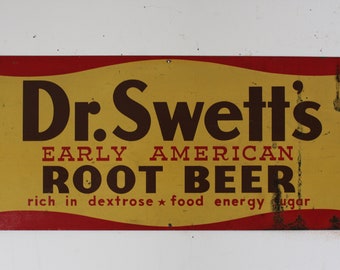 Dr. Swett's
EARLY AMERICAN
ROOT BEER
rich in dextrose ★ food energy sugar